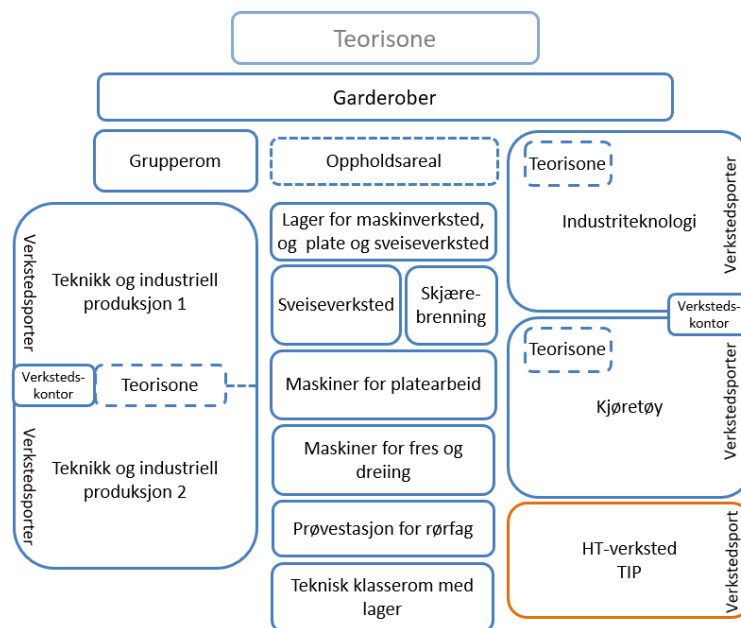 Teorisone
Garderober
Grupperom
Oppholdsareal
Teorisone
Industriteknologi
Verkstedsporter
Verkstedsporter
Teknikk og industriell
produksjon 1
Lager for maskinverksted,
og plate og sveiseverksted
Sveiseverksted
Skjære-
brenning
Verksteds-
kontor
Teorisone
Kjøretøy
Verkstedsporter
Verksteds-
kontor
Teorisone
Maskiner for platearbeid
Verkstedsporter
Teknikk og industriell
produksjon 2
Maskiner for fres og
dreiing
Prøvestasjon for rørfag
Teknisk klasserom med
lager
HT-verksted
TIP
Verkstedsport